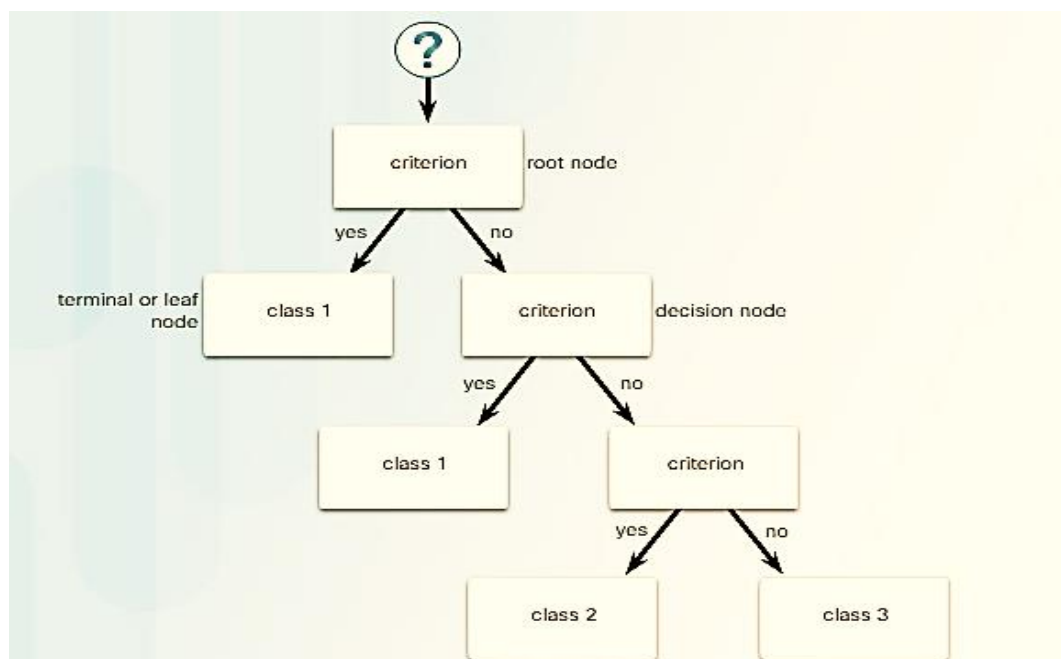 ?
criterion
root node
yes
no
terminal or leaf
node
class 1
criterion
decision node
yes
no
class 1
criterion
yes
no
class 2
class 3